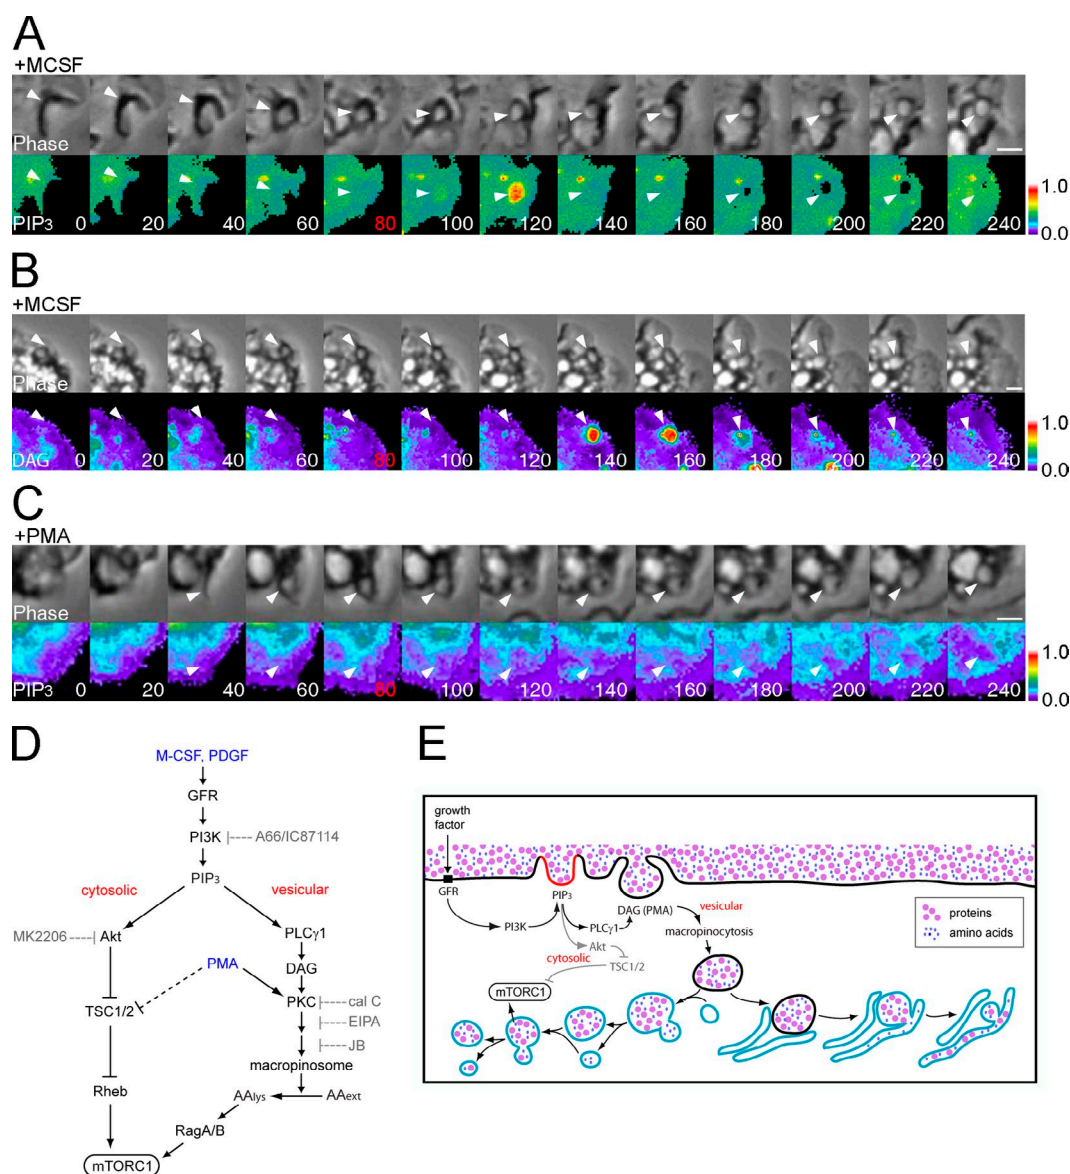 A
+MCSF
Phase
PIP3 0 20 40 60 80 100 120 140 160 180 200 220 240
1.0
0.0
B
+MCSF
Phase
DAG 0 20 40 60 80 100 120 140 160 180 200 220 240
1.0
0.0
C
+PMA
Phase
PIP3 0 20 40 60 80 100 120 140 160 180 200 220 240
1.0
0.0
D
M-CSF, PDGF
GFR
PI3K A66/IC87114
PIP3
cytosolic vesicular
MK2206 Akt PLCγ1
PMA DAG
TSC1/2 PKC cal C
EIPA
JB
macropinosome
Rheb AAlys AAext
RagA/B
mTORC1
E
growth
factor
GFR
PI3K
PIP3
PLCγ1
DAG (PMA)
vesicular
macropinocytosis
Akt
cytosolic
TSC1/2
mTORC1
proteins
amino acids